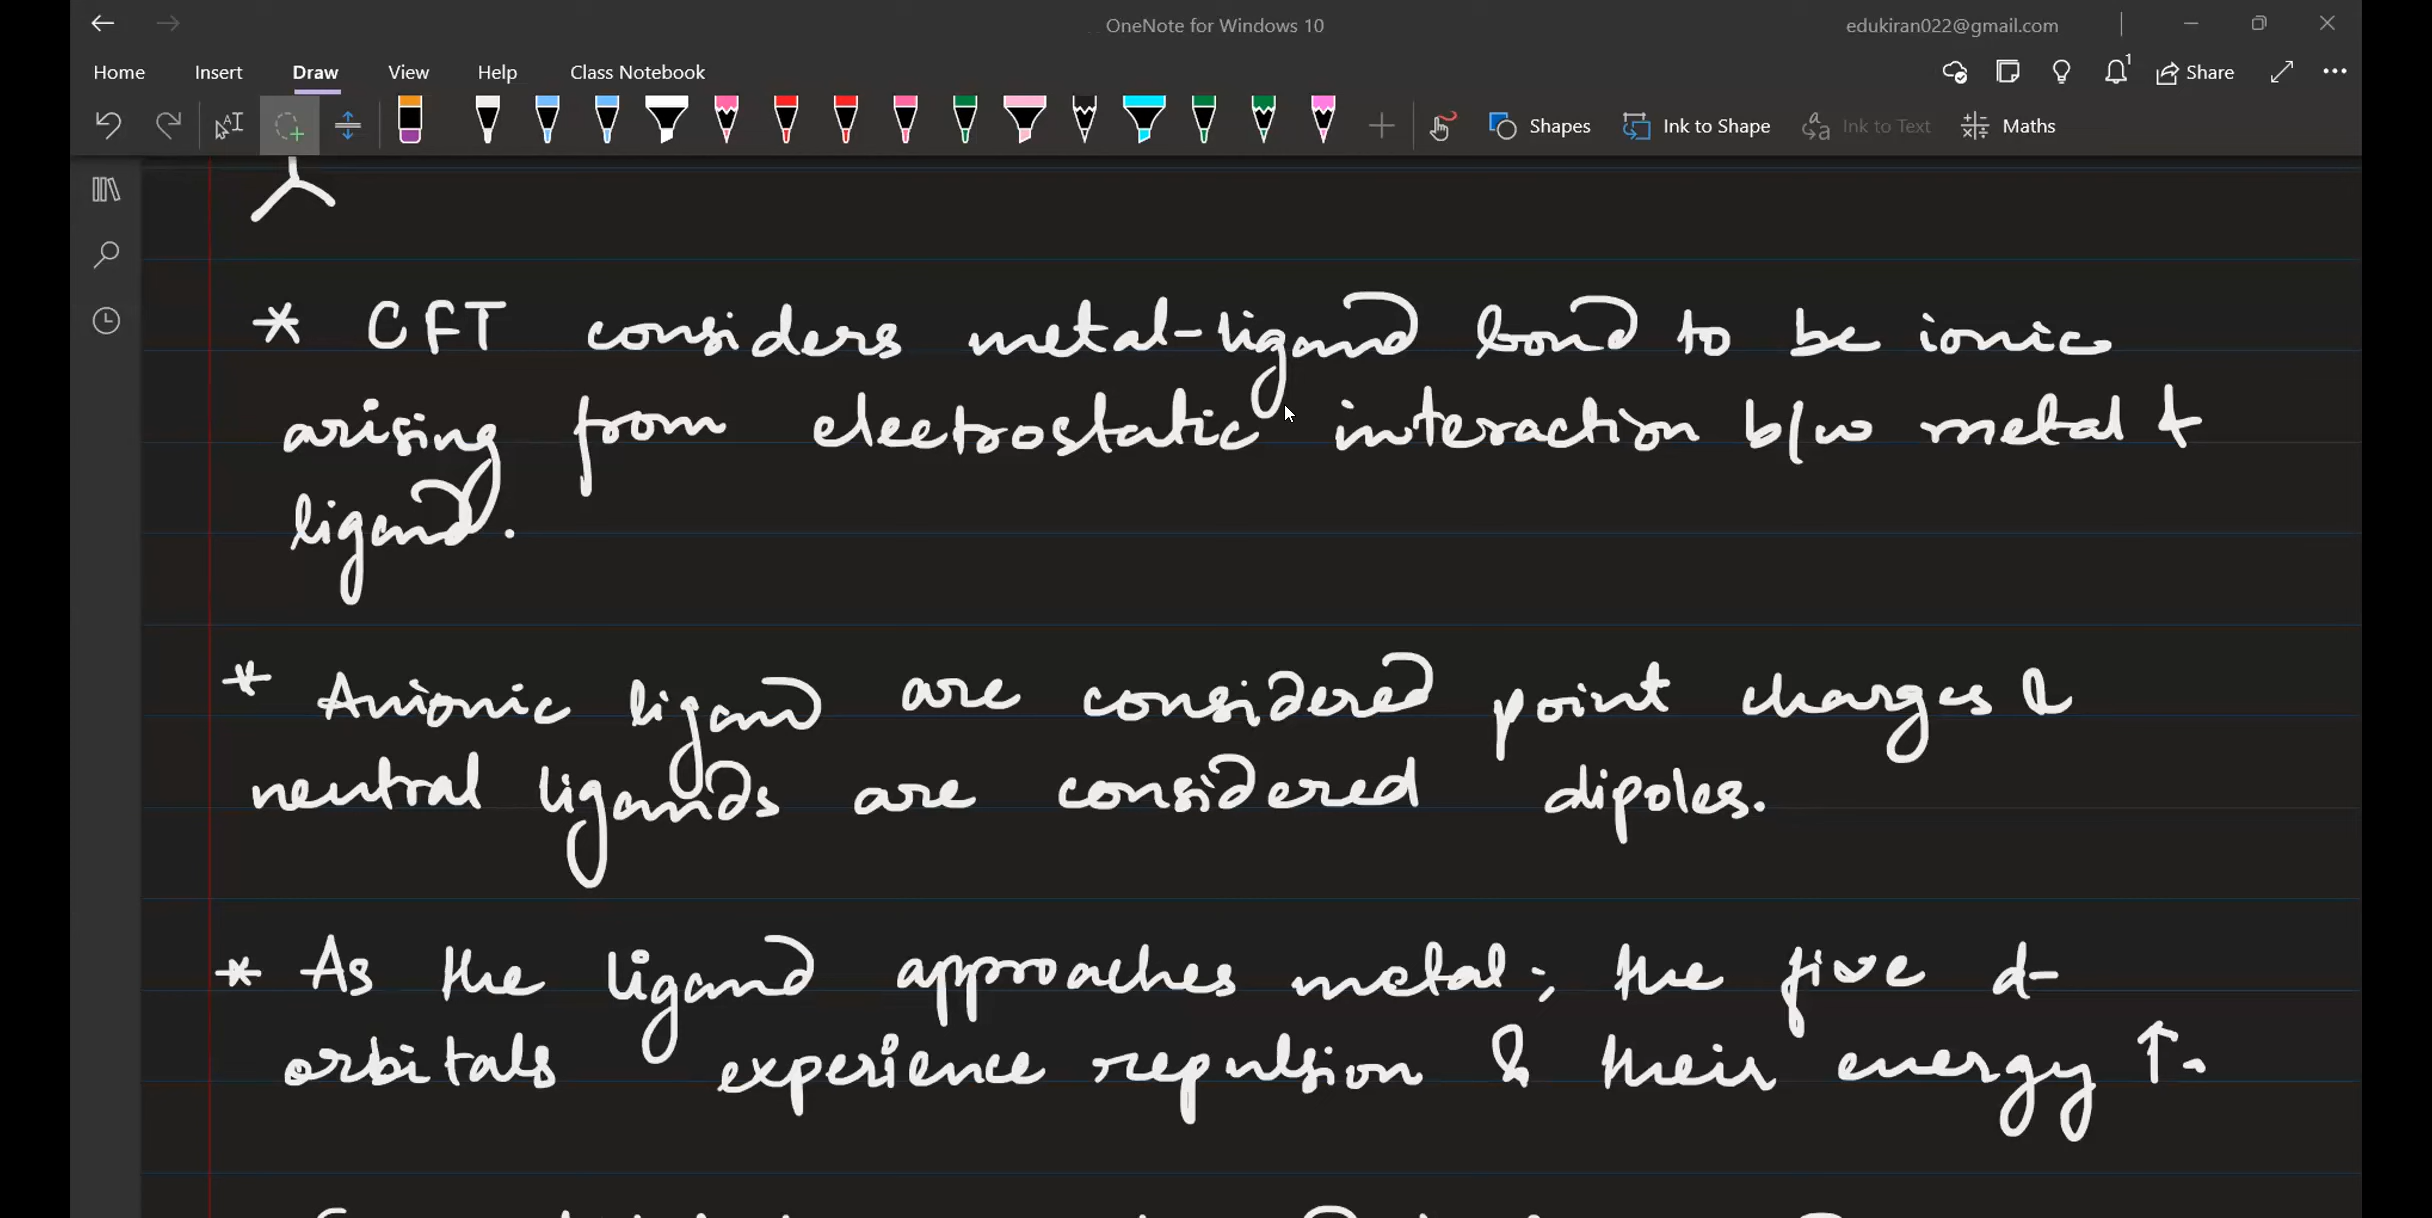 OneNote for Windows 10
edukiran022@gmail.com
Home Insert Draw View Help Class Notebook
1
Share
Shapes Ink to Shape Ink to Text Maths
* CFT considers metal-ligand bond to be ionic
arising from electrostatic interaction b/w metal &
ligand.
* Anionic ligand are considered point charges &
neutral ligands are considered dipoles.
* As the ligand approaches metal; the five d-
orbitals experience repulsion & their energy ↑.